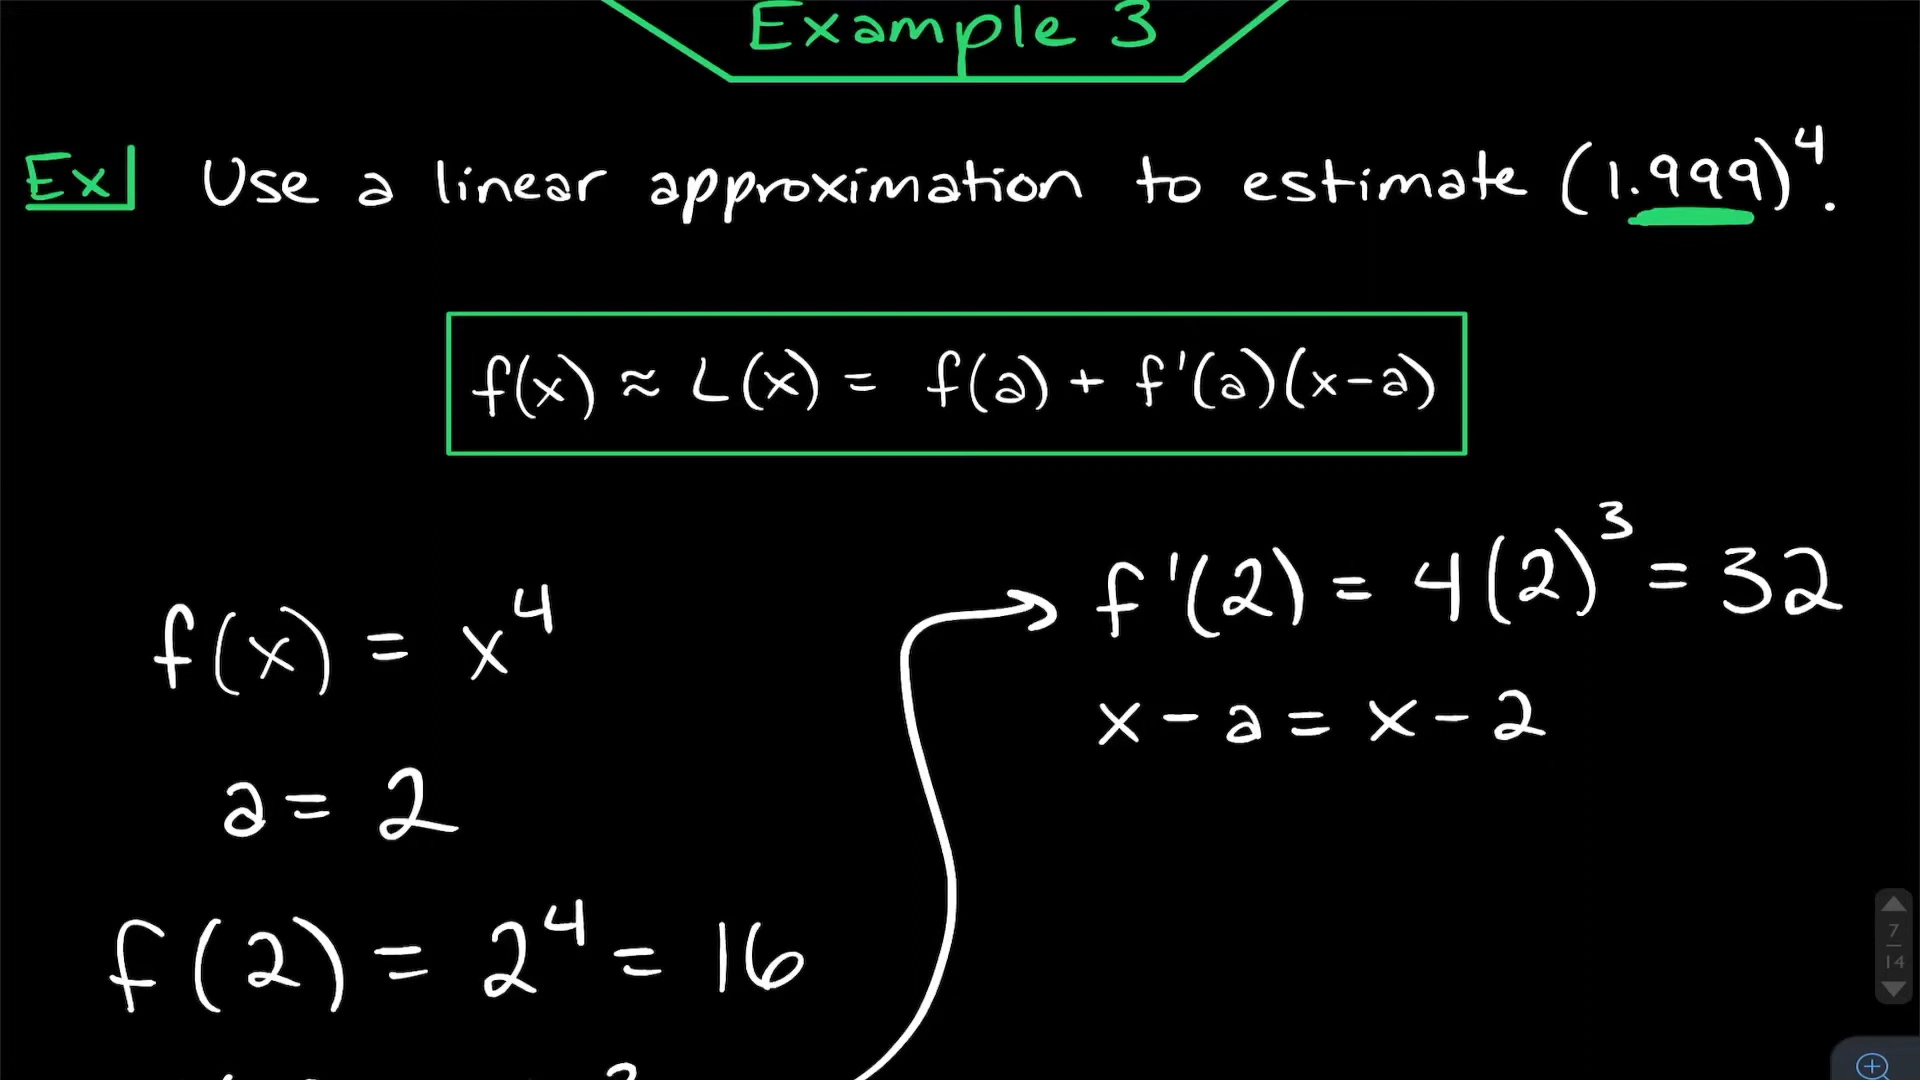 Example 3
Ex Use a linear approximation to estimate (1.999)⁴.
f(x) ≈ L(x) = f(a) + f'(a)(x-a)
f(x) = x⁴
a = 2
f(2) = 2⁴ = 16
f'(2) = 4(2)³ = 32
x - a = x - 2
7
14